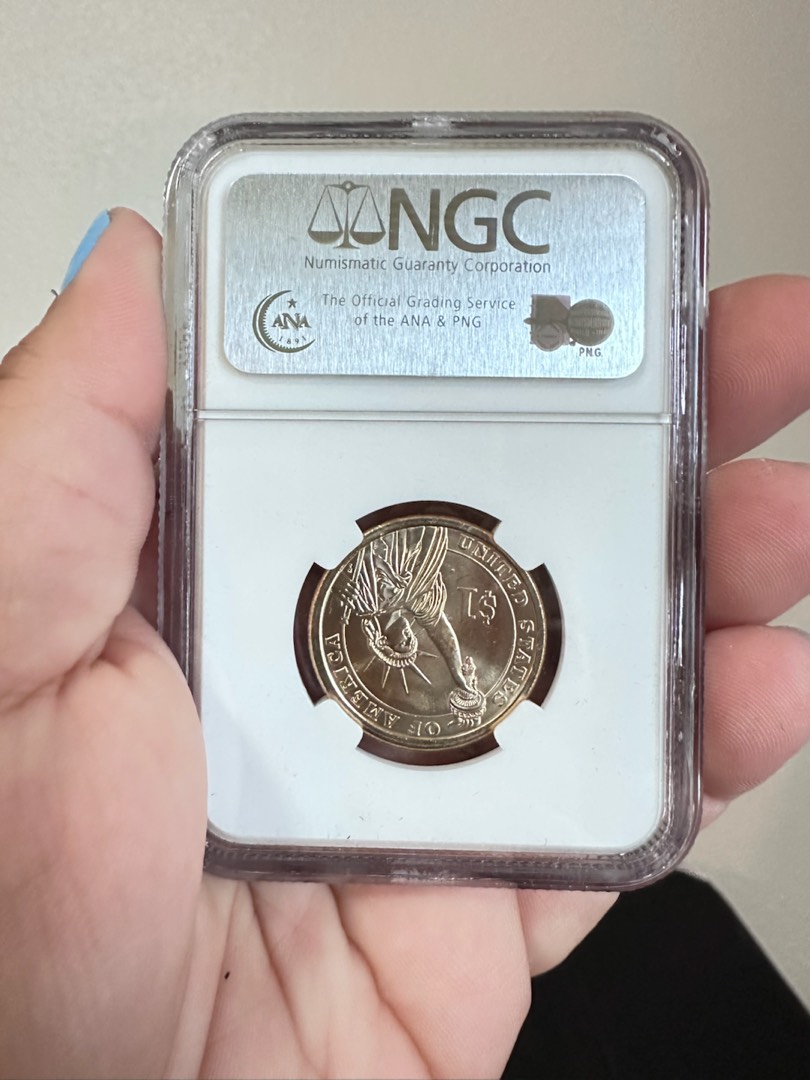 NGC
Numismatic Guaranty Corporation
The Official Grading Service
of the ANA & PNG
ANA
1891
P.N.G.
UNITED STATES OF AMERICA
$1